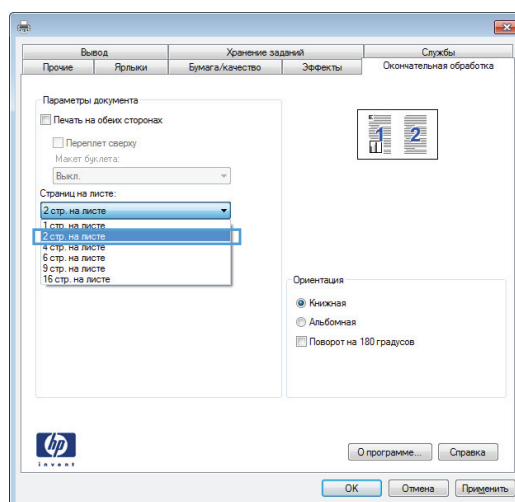 Вывод
Хранение заданий
Службы
Прочие
Ярлыки
Бумага/качество
Эффекты
Окончательная обработка
Параметры документа
Печать на обеих сторонах
Переплет сверху
Макет буклета:
Выкл.
Страниц на листе:
2 стр. на листе
1 стр. на листе
2 стр. на листе
4 стр. на листе
6 стр. на листе
9 стр. на листе
16 стр. на листе
1 2
Ориентация
Книжная
Альбомная
Поворот на 180 градусов
hp
invent
О программе...
Справка
OK
Отмена
Применить